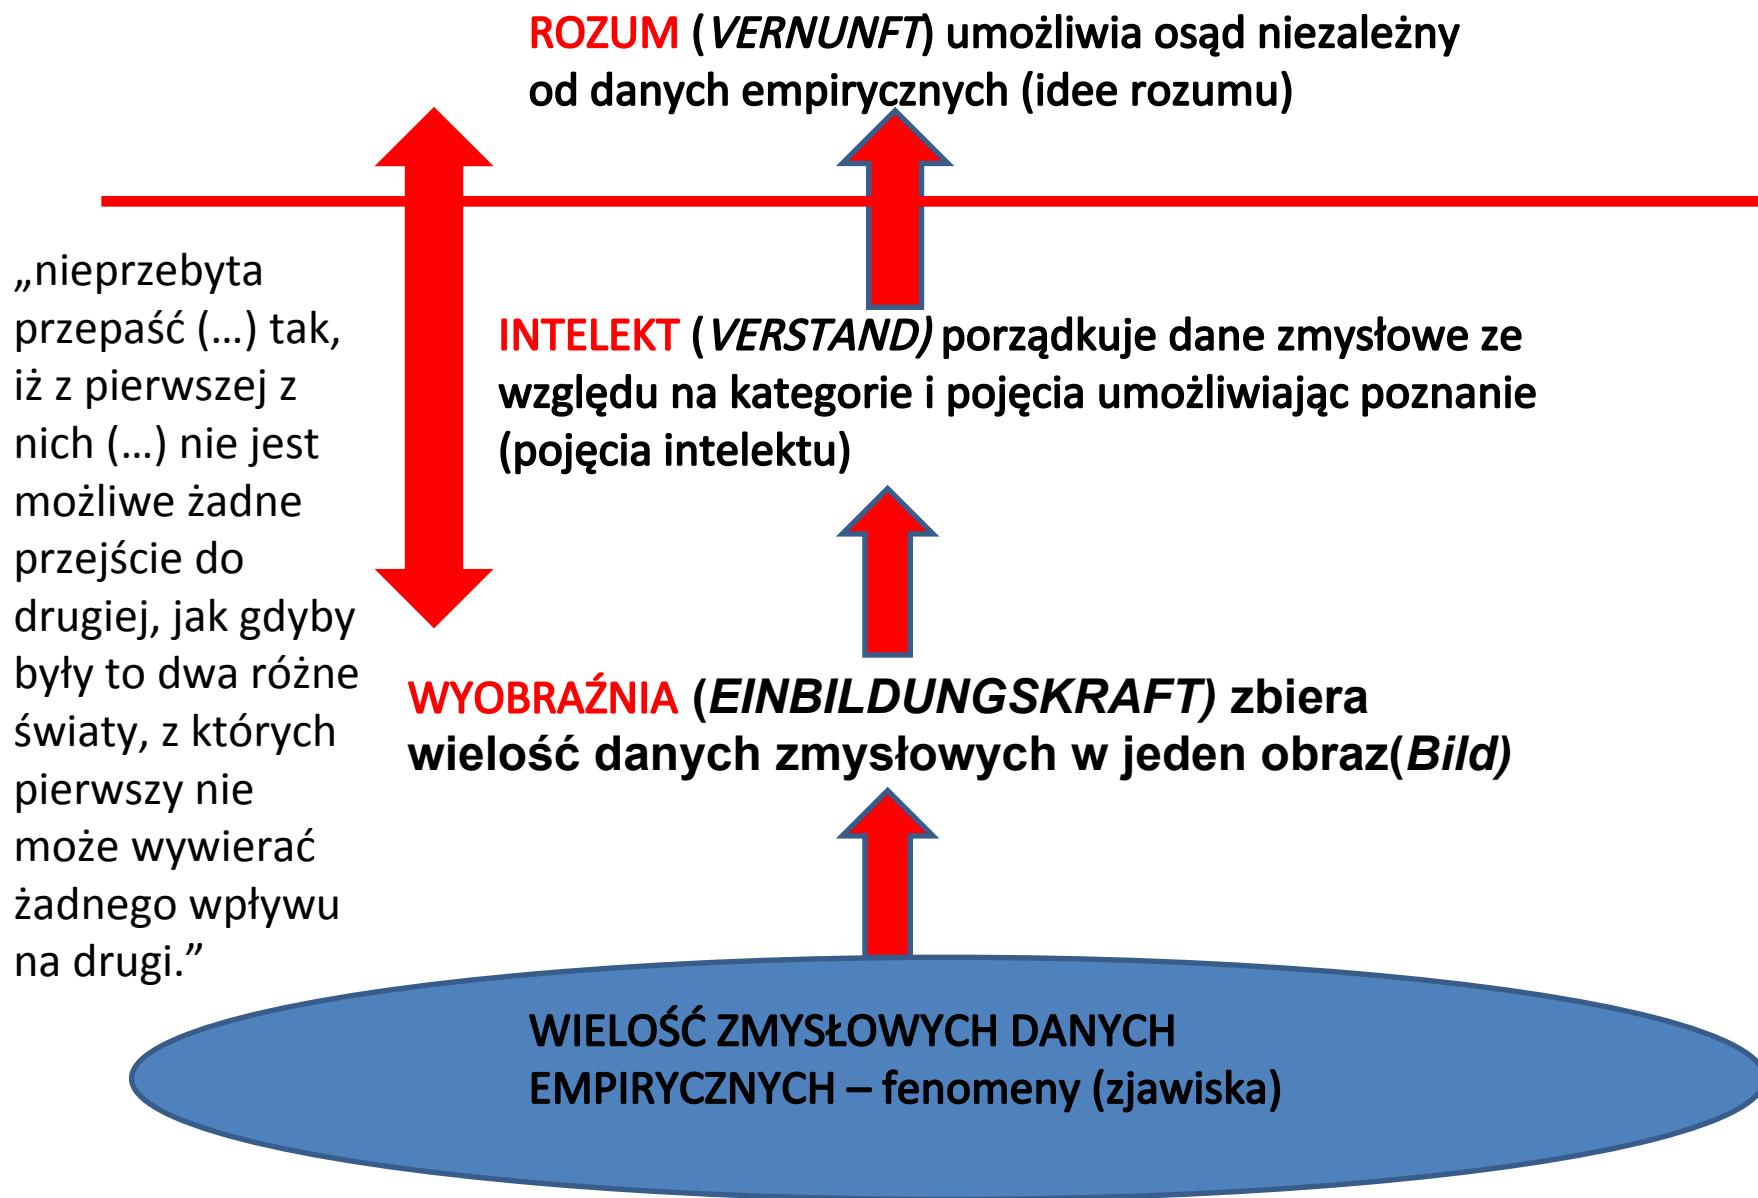 ROZUM (VERNUNFT) umożliwia osąd niezależny
od danych empirycznych (idee rozumu)
„nieprzebyta
przepaść (...) tak,
iż z pierwszej z
nich (...) nie jest
możliwe żadne
przejście do
drugiej, jak gdyby
były to dwa różne
światy, z których
pierwszy nie
może wywierać
żadnego wpływu
na drugi.”
INTELEKT (VERSTAND) porządkuje dane zmysłowe ze
względu na kategorie i pojęcia umożliwiając poznanie
(pojęcia intelektu)
WYOBRAŹNIA (EINBILDUNGSKRAFT) zbiera
wielość danych zmysłowych w jeden obraz(Bild)
WIELOŚĆ ZMYSŁOWYCH DANYCH
EMPIRYCZNYCH – fenomeny (zjawiska)